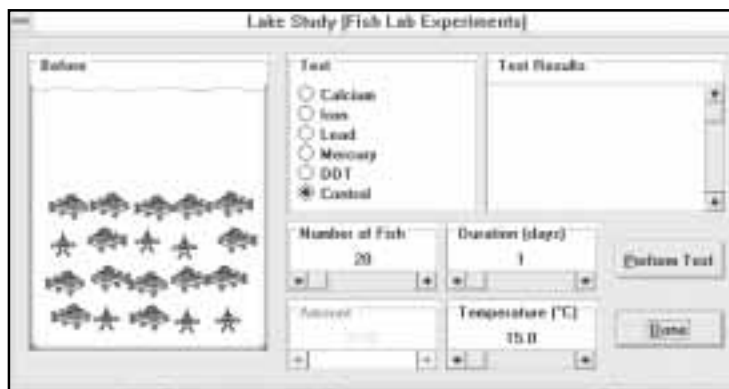 Lake Study (Fish Lab Experiments)
Before
Test
Calcium
Iron
Lead
Mercury
DDT
Control
Test Results
Number of Fish
20
Duration (days)
1
Perform Test
Amount
Temperature (°C)
15.0
Done